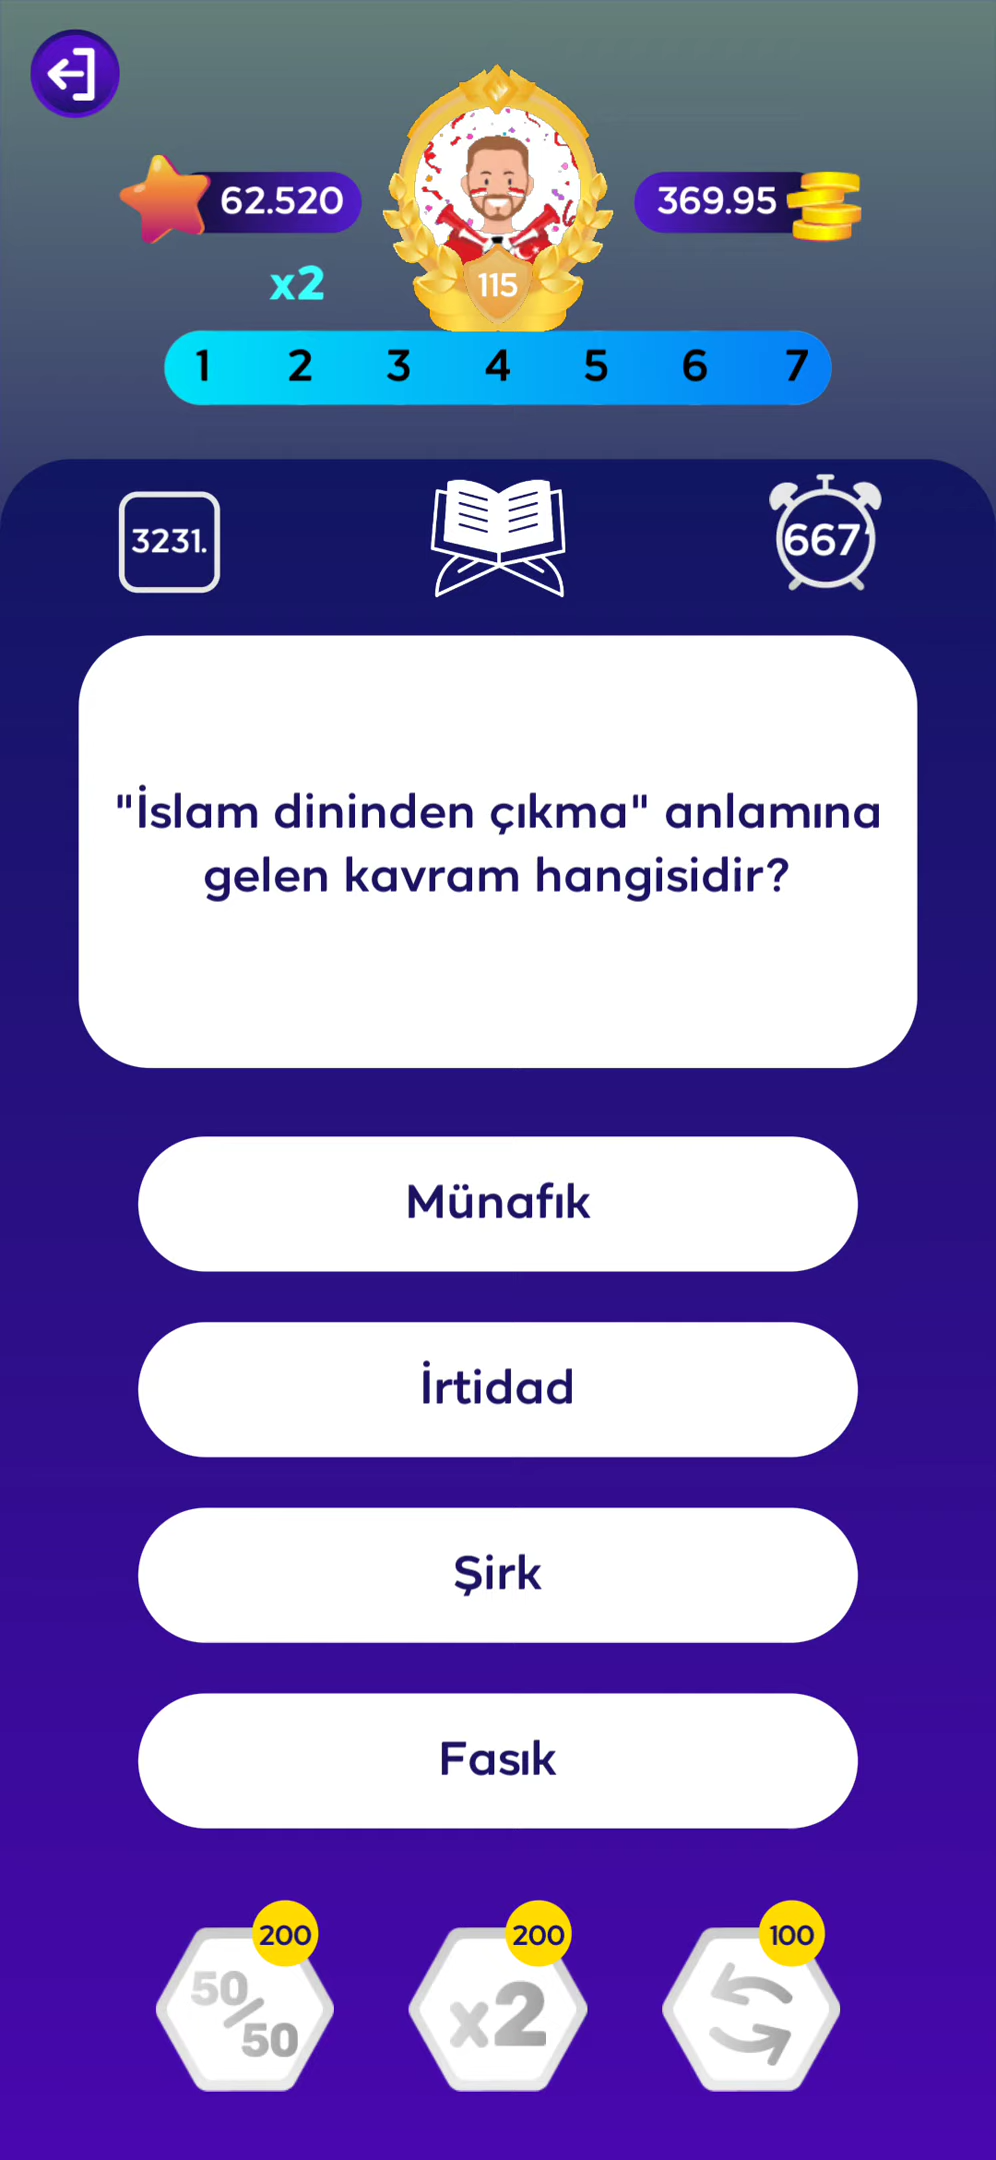 62.520
369.95
x2
115
1 2 3 4 5 6 7
3231.
667
"İslam dininden çıkma" anlamına
gelen kavram hangisidir?
Münafık
İrtidad
Şirk
Fasık
200
200
100
50/50
x2